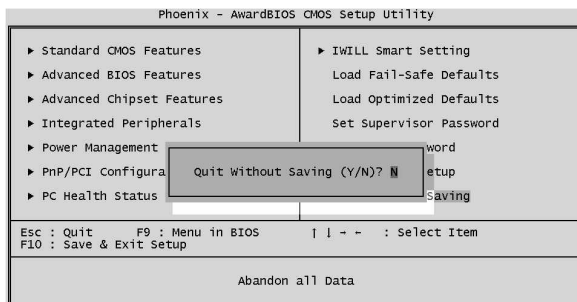 Phoenix - AwardBIOS CMOS Setup Utility
▶ Standard CMOS Features
▶ Advanced BIOS Features
▶ Advanced Chipset Features
▶ Integrated Peripherals
▶ Power Management
▶ PnP/PCI Configura
▶ PC Health Status
▶ IWILL Smart Setting
Load Fail-Safe Defaults
Load Optimized Defaults
Set Supervisor Password
word
etup
Saving
Quit Without Saving (Y/N)? N
Esc : Quit F9 : Menu in BIOS ↑ ↓ → ← : Select Item
F10 : Save & Exit Setup
Abandon all Data